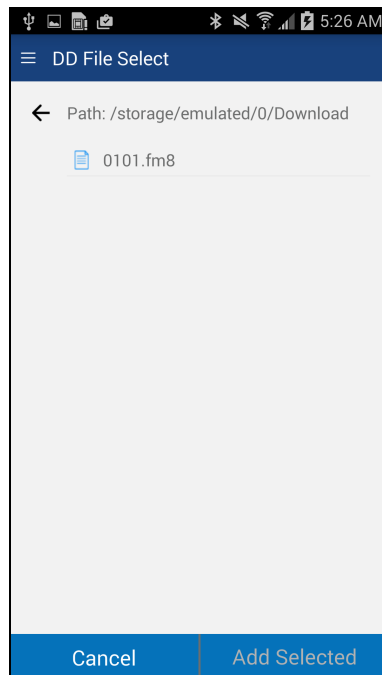 5:26 AM
DD File Select
Path: /storage/emulated/0/Download
0101.fm8
Cancel
Add Selected